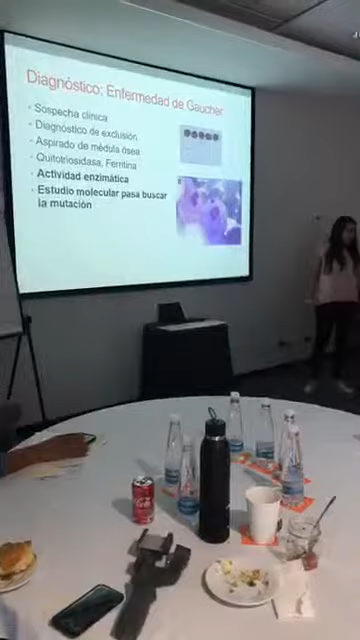 Diagnóstico: Enfermedad de Gaucher
• Sospecha clínica
• Diagnóstico de exclusión.
• Aspirado de médula ósea
• Quitotriosidasa, Ferritina
• Actividad enzimática
• Estudio molecular pasa buscar
la mutación